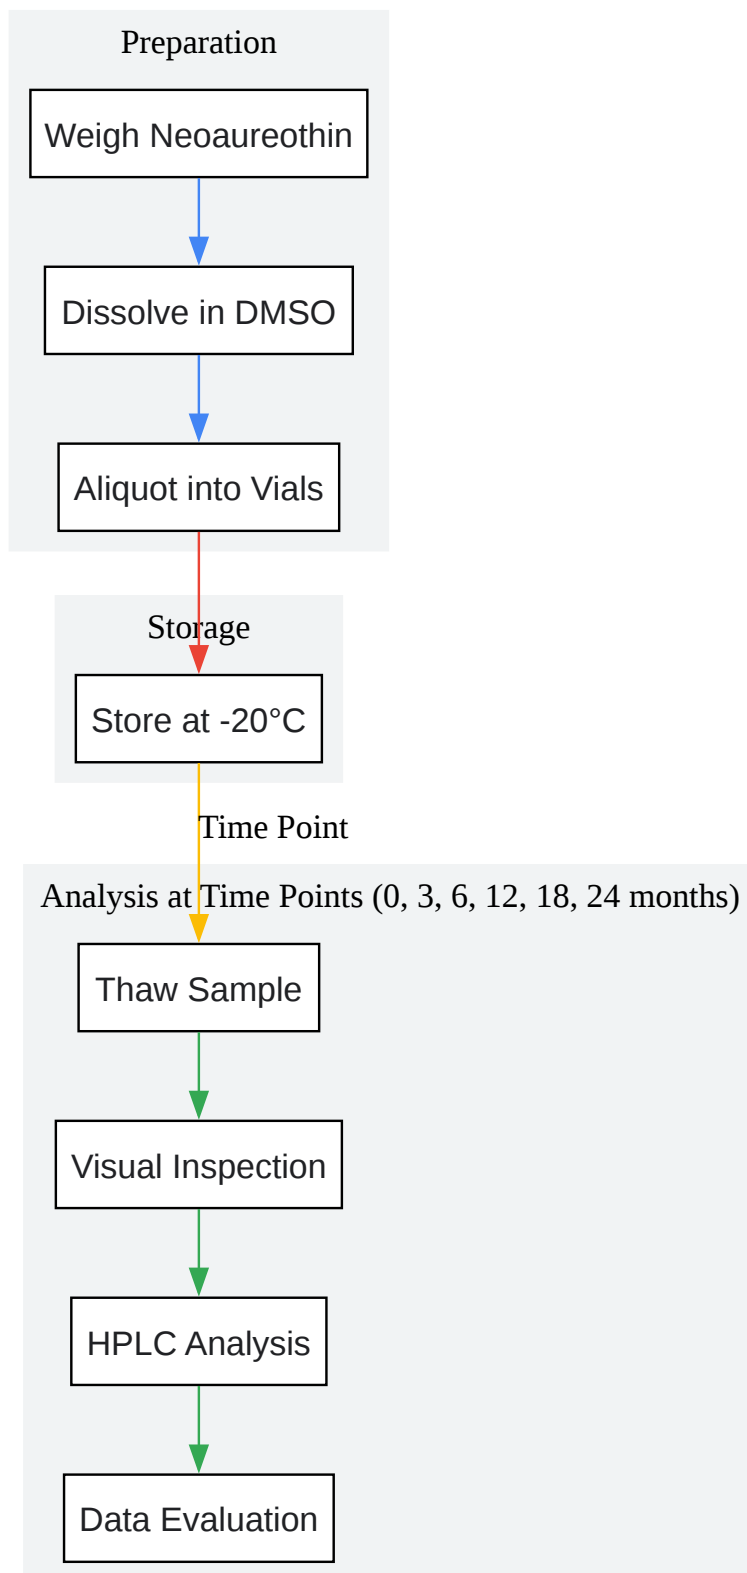 Preparation
Weigh Neoaureothin
Dissolve in DMSO
Aliquot into Vials
Storage
Store at -20°C
Time Point
Analysis at Time Points (0, 3, 6, 12, 18, 24 months)
Thaw Sample
Visual Inspection
HPLC Analysis
Data Evaluation